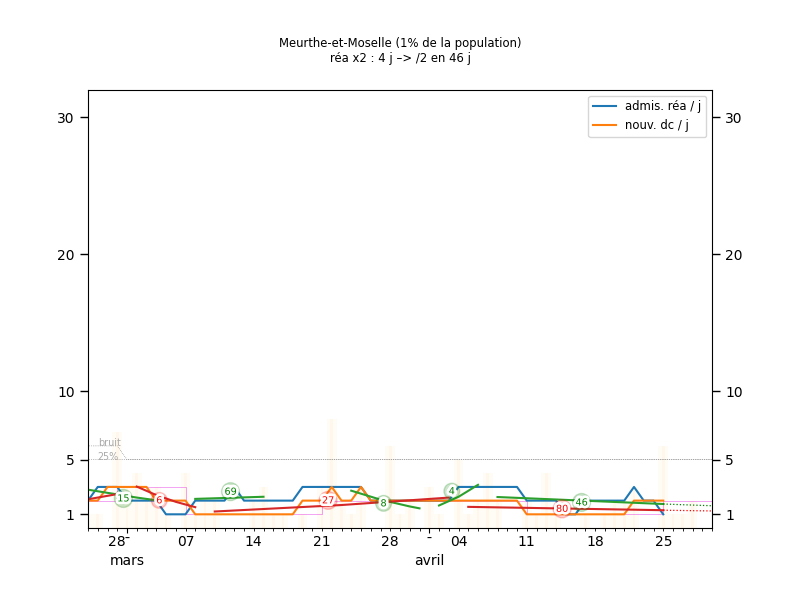 Meurthe-et-Moselle (1% de la population)
réa x2 : 4 j –> /2 en 46 j
admis. réa / j
nouv. dc / j
30 30
20 20
10 10
bruit
25%
5 5
15 6 69 27 8 4 46 80
1 1
28 07 14 21 28 04 11 18 25
mars avril